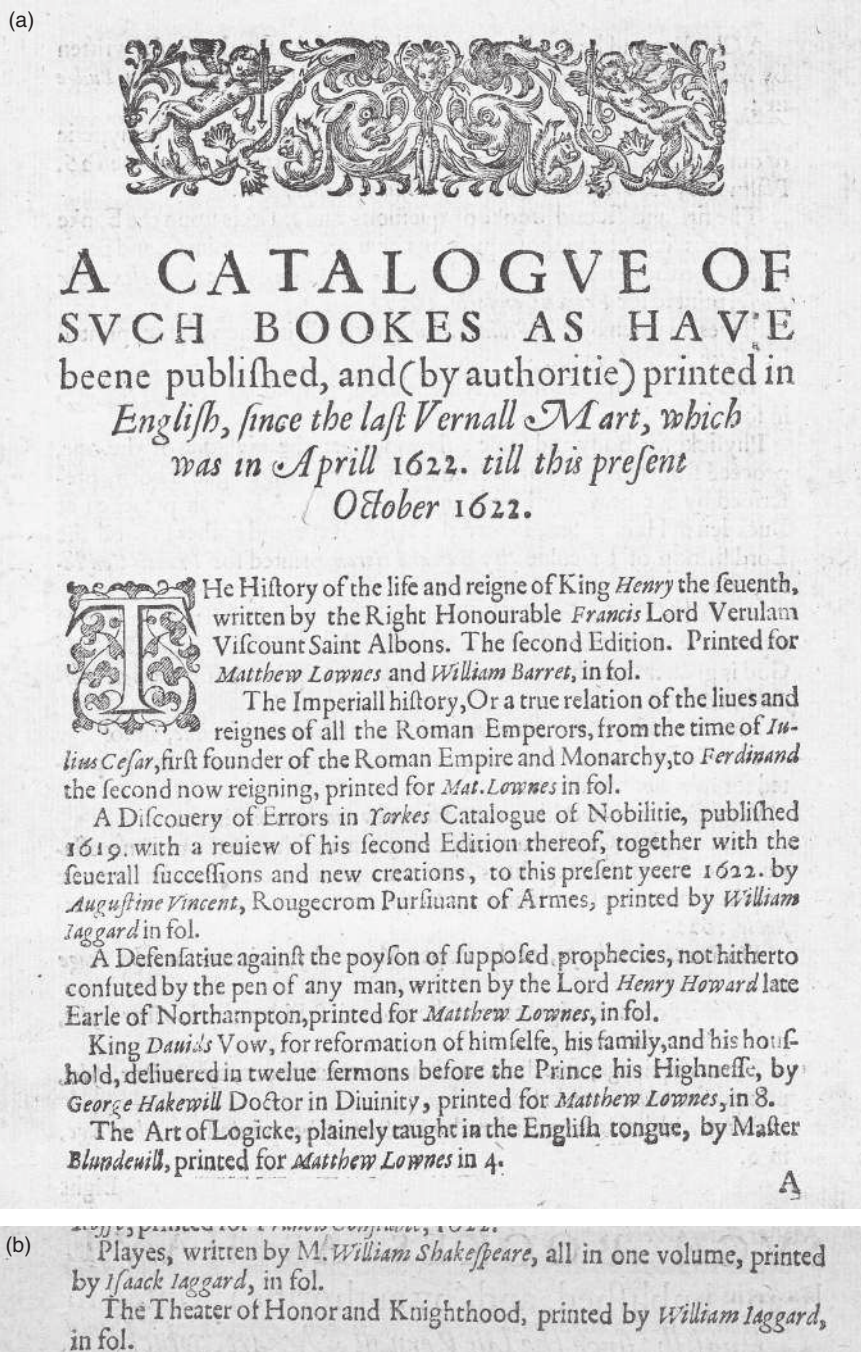 (a)
A CATALOGVE OF
SVCH BOOKES AS HAVE
beene publiſhed, and (by authoritie) printed in
Engliſh, ſince the laſt Vernall Mart, which
was in Aprill 1622. till this preſent
October 1622.
THe Hiſtory of the life and reigne of King Henry the ſeuenth,
written by the Right Honourable Francis Lord Verulam
Viſcount Saint Albons. The ſecond Edition. Printed for
Matthew Lownes and William Barret, in fol.
The Imperiall hiſtory, Or a true relation of the liues and
reignes of all the Roman Emperors, from the time of Iu-
lius Ceſar, firſt founder of the Roman Empire and Monarchy, to Ferdinand
the ſecond now reigning, printed for Mat. Lownes in fol.
A Diſcouery of Errors in Yorkes Catalogue of Nobilitie, publiſhed
1619. with a reuiew of his ſecond Edition thereof, together with the
ſeuerall ſucceſſions and new creations, to this preſent yeere 1622. by
Auguſtine Vincent, Rougecrom Purſiuant of Armes, printed by William
Iaggard in fol.
A Defenſatiue againſt the poyſon of ſuppoſed prophecies, not hitherto
confuted by the pen of any man, written by the Lord Henry Howard late
Earle of Northampton, printed for Matthew Lownes, in fol.
King Dauids Vow, for reformation of himſelfe, his family, and his houſ-
hold, deliuered in twelue ſermons before the Prince his Highneſſe, by
George Hakewill Doctor in Diuinity, printed for Matthew Lownes, in 8.
The Art of Logicke, plainely taught in the Engliſh tongue, by Maſter
Blundeuill, printed for Matthew Lownes in 4.
A
(b)
printed for Francis Conſtable, 1622.
Playes, written by M. William Shakeſpeare, all in one volume, printed
by Iſaack Iaggard, in fol.
The Theater of Honor and Knighthood, printed by William Iaggard,
in fol.